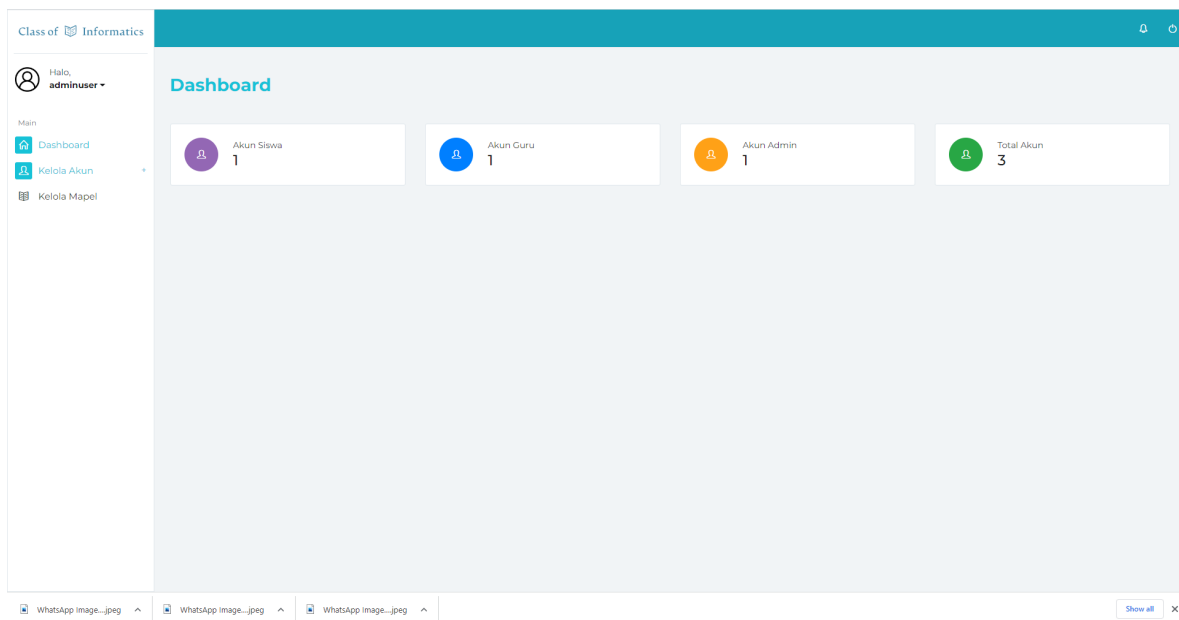 Class of Informatics
Halo,
adminuser
Main
Dashboard
Kelola Akun
Kelola Mapel
Dashboard
Akun Siswa
1
Akun Guru
1
Akun Admin
1
Total Akun
3
WhatsApp Image....jpeg
WhatsApp Image....jpeg
WhatsApp Image....jpeg
Show all